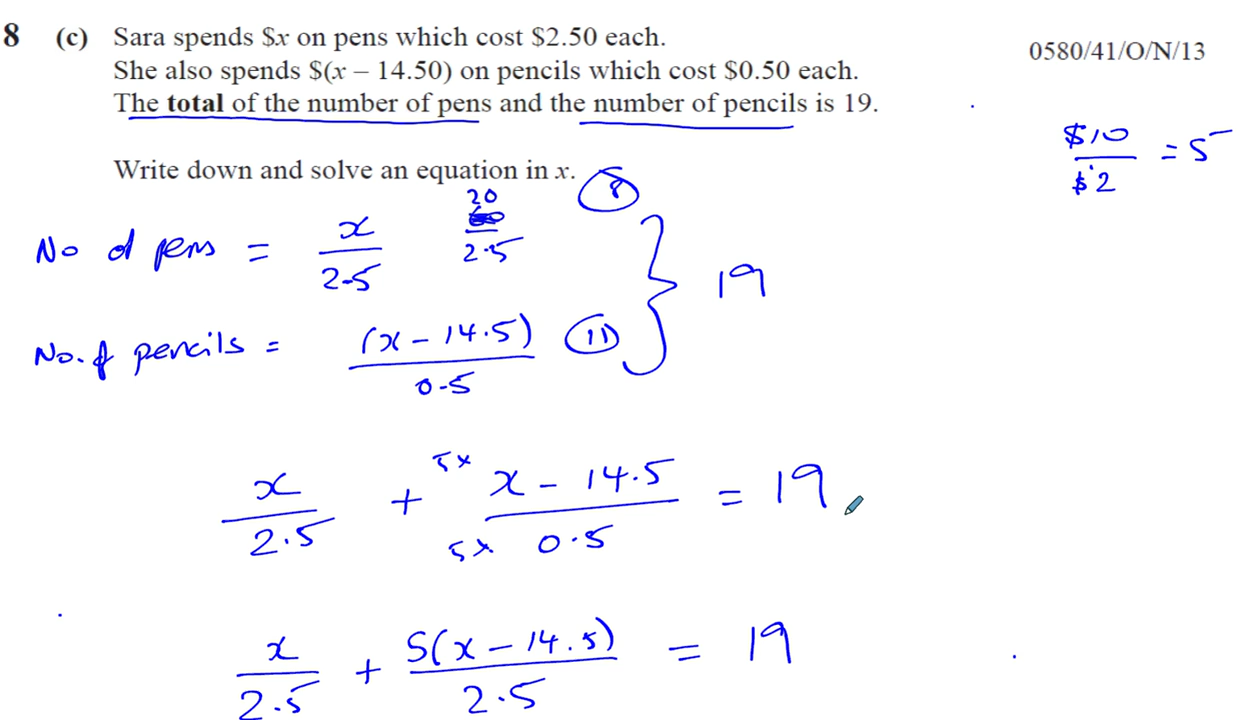 8 (c) Sara spends $x on pens which cost $2.50 each.
0580/41/O/N/13
She also spends $(x – 14.50) on pencils which cost $0.50 each.
The total of the number of pens and the number of pencils is 19.
$10 / $2 = 5
Write down and solve an equation in x.
No of pens = x / 2.5 20 / 2.5 8
19
No. of pencils = (x - 14.5) / 0.5 11
x / 2.5 + 5x x - 14.5 / 5x 0.5 = 19
x / 2.5 + 5(x - 14.5) / 2.5 = 19